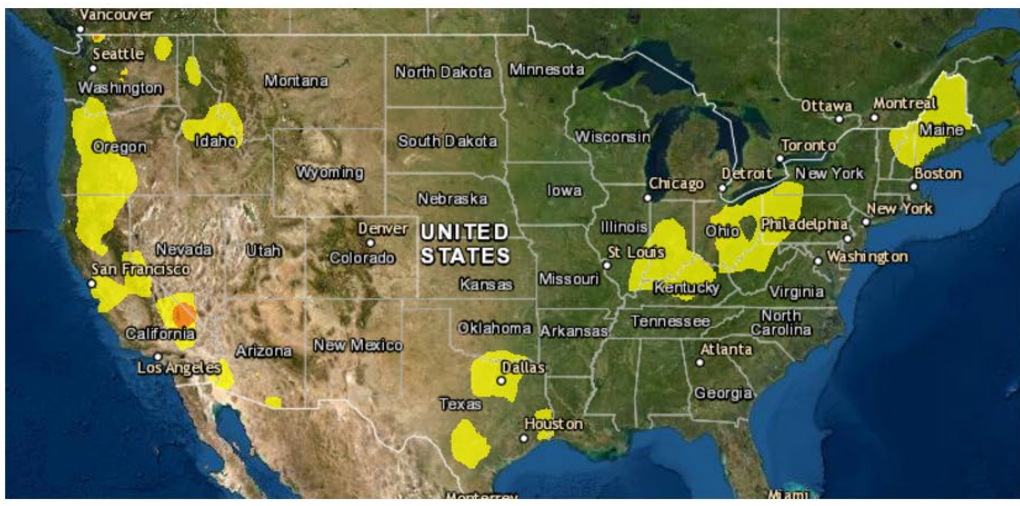 Vancouver
Seattle
Washington
Montana
North Dakota
Minnesota
Ottawa
Montreal
Maine
Oregon
Idaho
South Dakota
Wisconsin
Toronto
Wyoming
Detroit
New York
Boston
Chicago
Nebraska
Iowa
New York
Denver
UNITED
STATES
Illinois
Ohio
Philadelphia
Nevada
Utah
Colorado
St Louis
Washington
San Francisco
Kansas
Missouri
Kentucky
Virginia
California
Oklahoma
Arkansas
Tennessee
North
Carolina
Arizona
New Mexico
Atlanta
Los Angeles
Dallas
Georgia
Texas
Houston
Monterrey
Miami